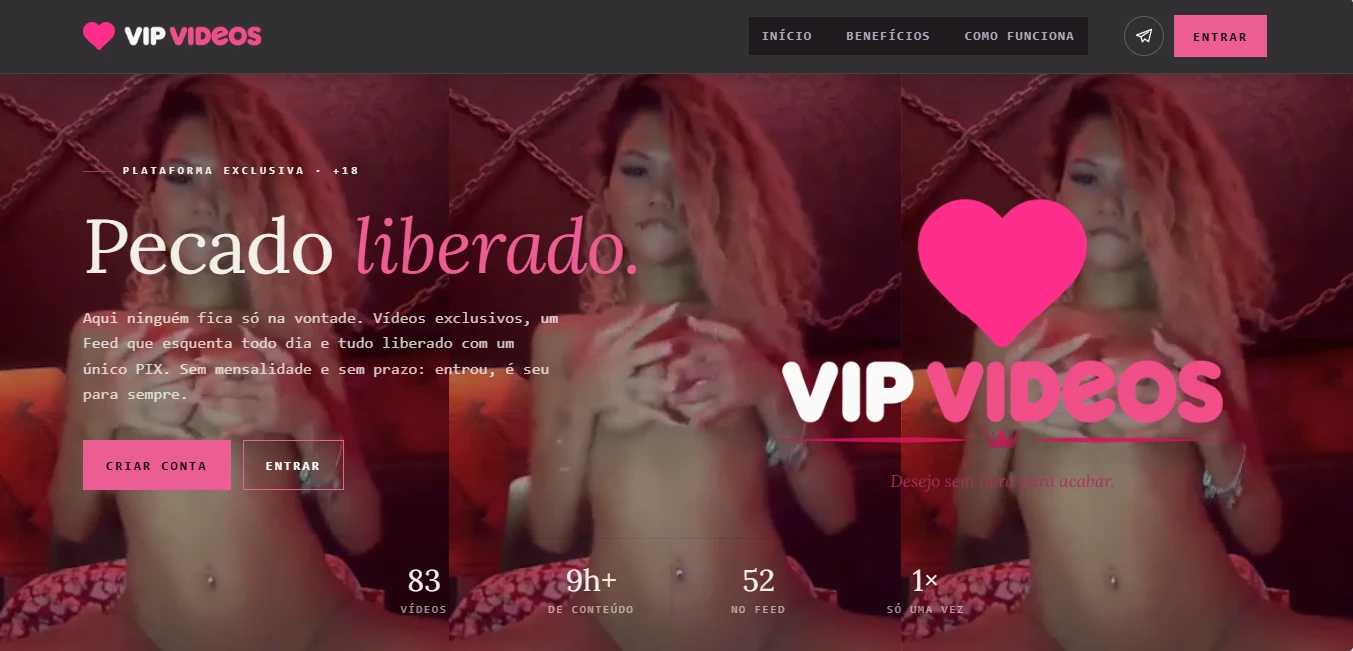 VIP VIDEOS
INÍCIO
BENEFÍCIOS
COMO FUNCIONA
ENTRAR
PLATAFORMA EXCLUSIVA · +18
Pecado liberado.
Aqui ninguém fica só na vontade. Vídeos exclusivos, um
Feed que esquenta todo dia e tudo liberado com um
único PIX. Sem mensalidade e sem prazo: entrou, é seu
para sempre.
CRIAR CONTA
ENTRAR
VIP VIDEOS
Desejo sem hora para acabar.
83
VÍDEOS
9h+
DE CONTEÚDO
52
NO FEED
1×
SÓ UMA VEZ